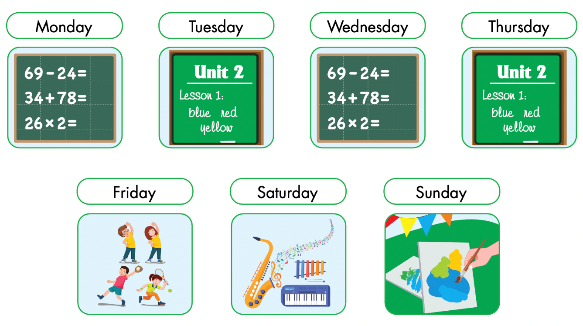 Monday
Tuesday
Wednesday
Thursday
69-24=
34+78=
26×2=
Unit 2
Lesson 1:
blue red
yellow
69-24=
34+78=
26×2=
Unit 2
Lesson 1:
blue red
yellow
Friday
Saturday
Sunday